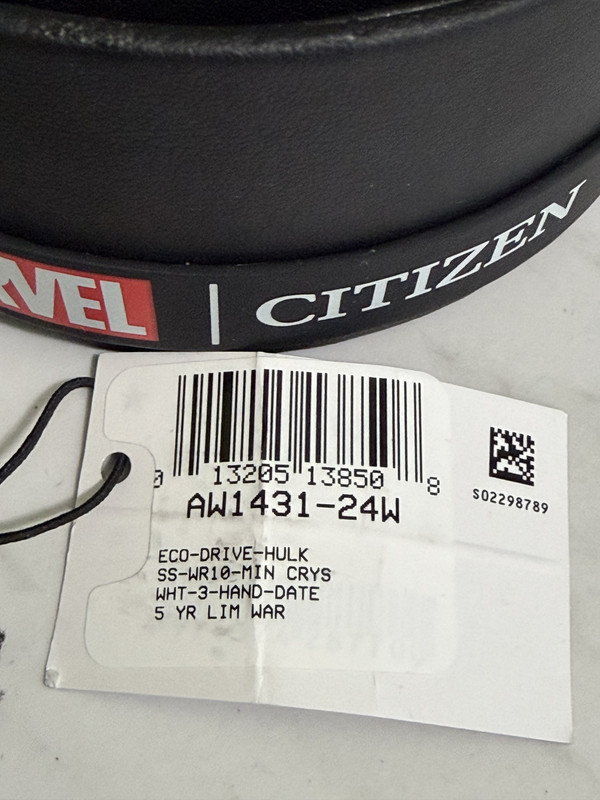 CITIZEN
0 13205 13850 8
AW1431-24W
S02298789
ECO-DRIVE-HULK
SS-WR10-MIN CRYS
WHT-3-HAND-DATE
5 YR LIM WAR